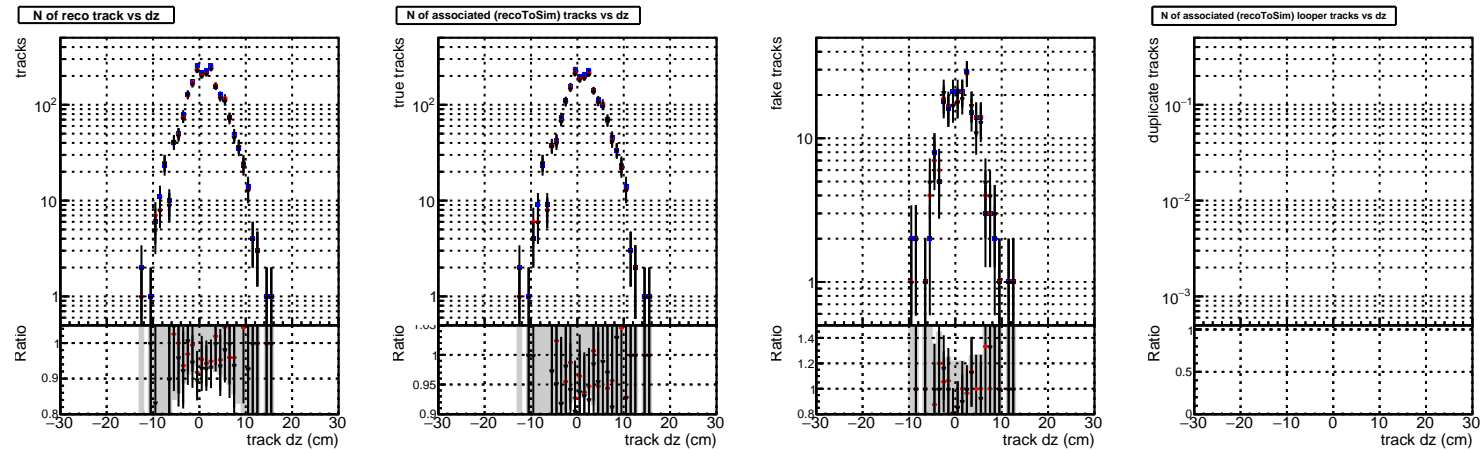 N of reco track vs dz
tracks
10²
10
1
Ratio
1
0.9
0.8
−30 −20 −10 0 10 20 30
track dz (cm)
N of associated (recoToSim) tracks vs dz
true tracks
10²
10
1
Ratio
1
0.95
0.9
−30 −20 −10 0 10 20 30
track dz (cm)
fake tracks
10
1
Ratio
1.4
1.2
1
0.8
−30 −20 −10 0 10 20 30
track dz (cm)
N of associated (recoToSim) looper tracks vs dz
duplicate tracks
10⁻¹
10⁻²
10⁻³
Ratio
1
0.5
0
−30 −20 −10 0 10 20 30
track dz (cm)